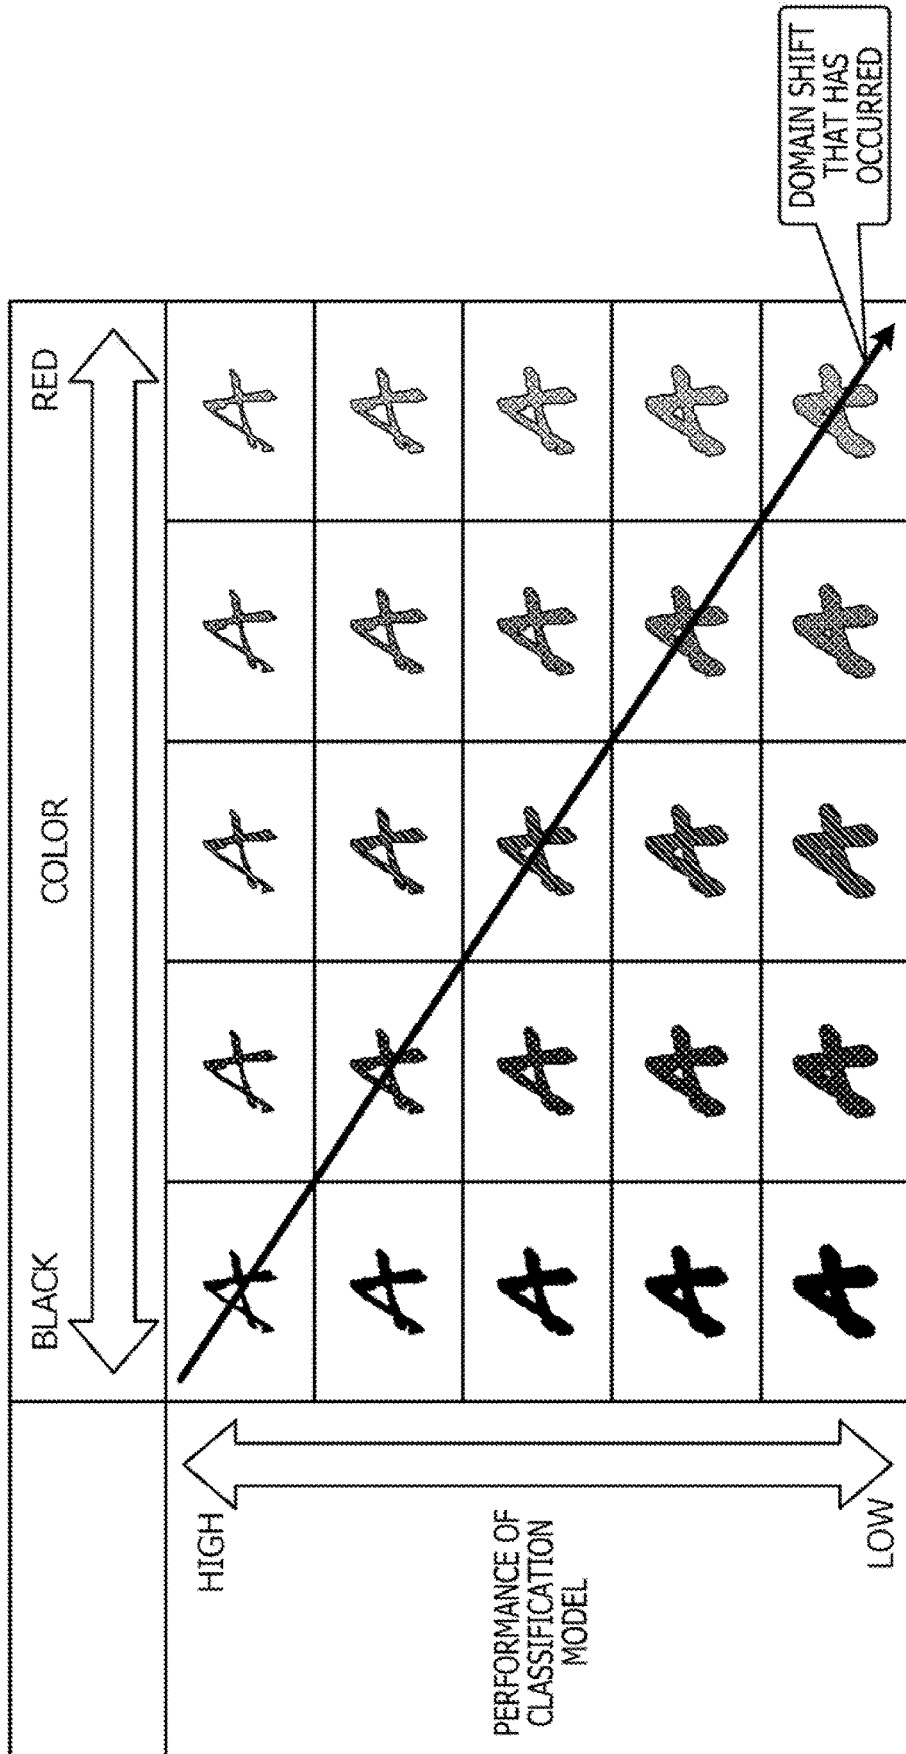 COLOR
BLACK
RED
HIGH
PERFORMANCE OF
CLASSIFICATION
MODEL
LOW
A A A A A
A A A A A
A A A A A
A A A A A
A A A A A
DOMAIN SHIFT
THAT HAS
OCCURRED